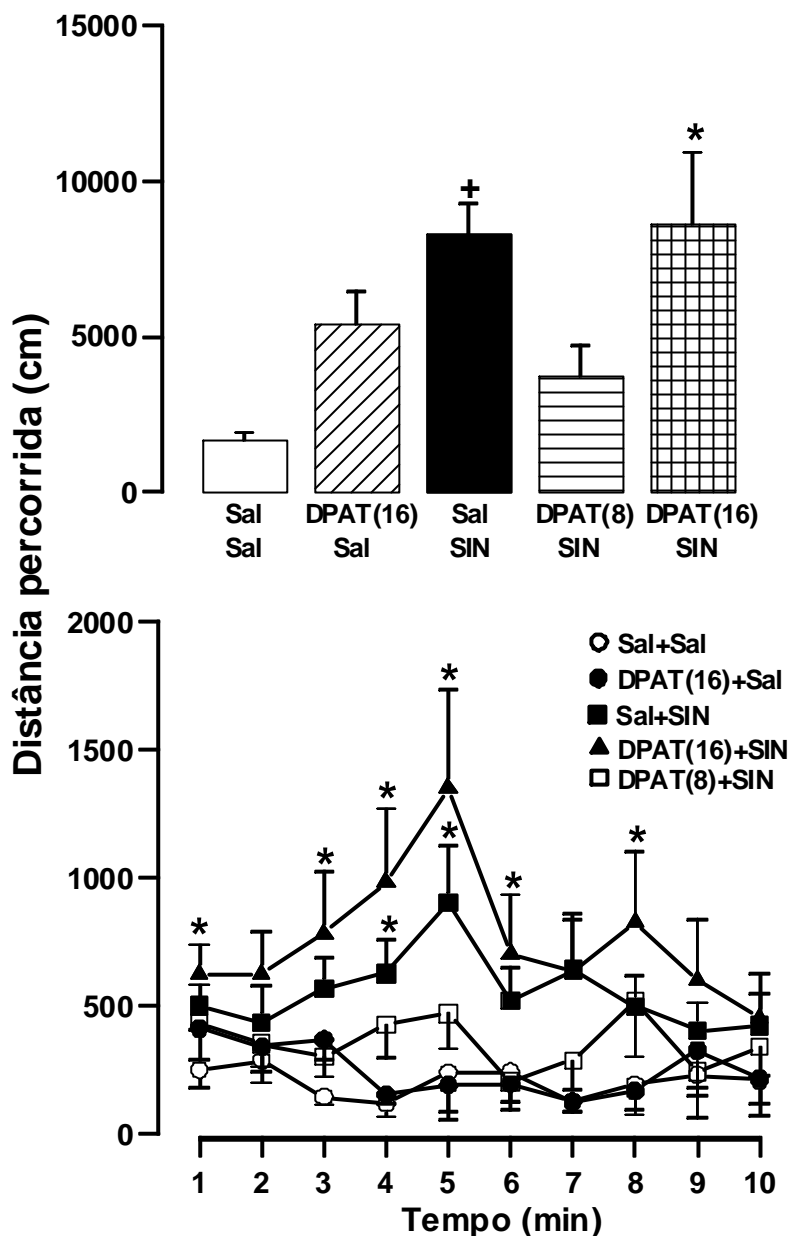 Distância percorrida (cm)
15000
10000
5000
0
+
*
Sal DPAT(16) Sal DPAT(8) DPAT(16)
Sal Sal SIN SIN SIN
2000
1500
1000
500
0
Sal+Sal
DPAT(16)+Sal
Sal+SIN
DPAT(16)+SIN
DPAT(8)+SIN
* * * * * * * *
1 2 3 4 5 6 7 8 9 10
Tempo (min)